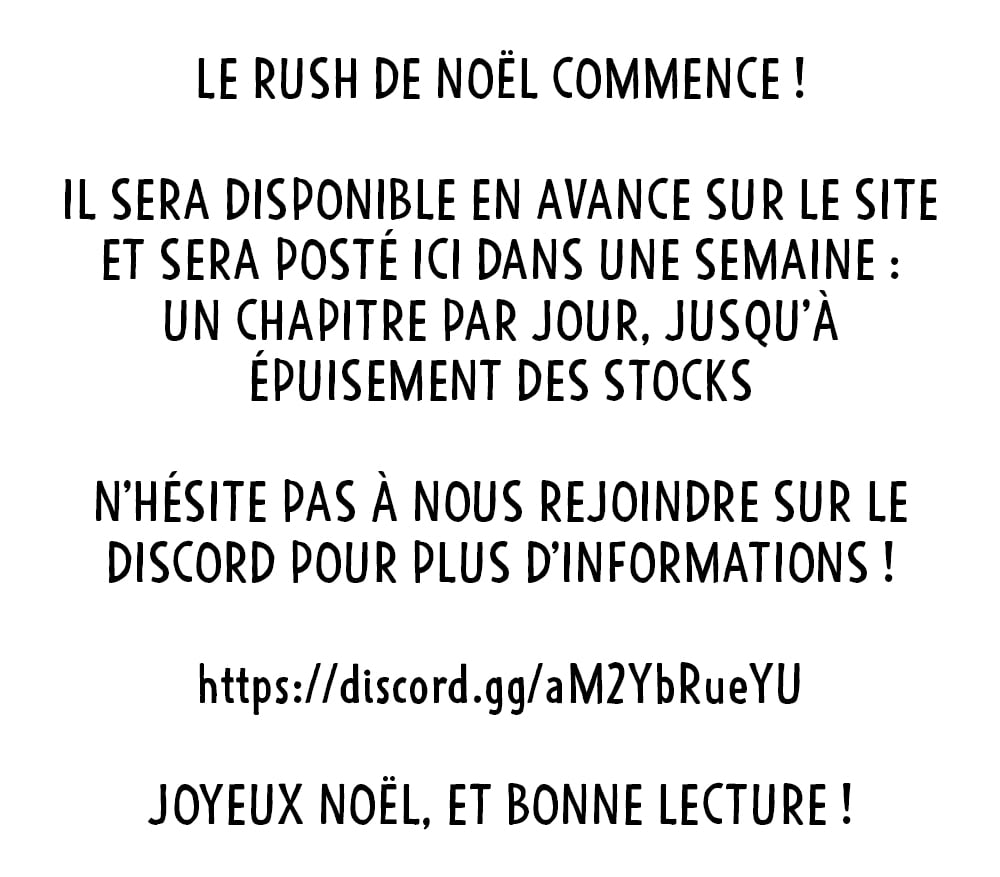 LE RUSH DE NOËL COMMENCE !
IL SERA DISPONIBLE EN AVANCE SUR LE SITE
ET SERA POSTÉ ICI DANS UNE SEMAINE :
UN CHAPITRE PAR JOUR, JUSQU'À
ÉPUISEMENT DES STOCKS
N'HÉSITE PAS À NOUS REJOINDRE SUR LE
DISCORD POUR PLUS D'INFORMATIONS !
https://discord.gg/aM2YbRueYU
JOYEUX NOËL, ET BONNE LECTURE !